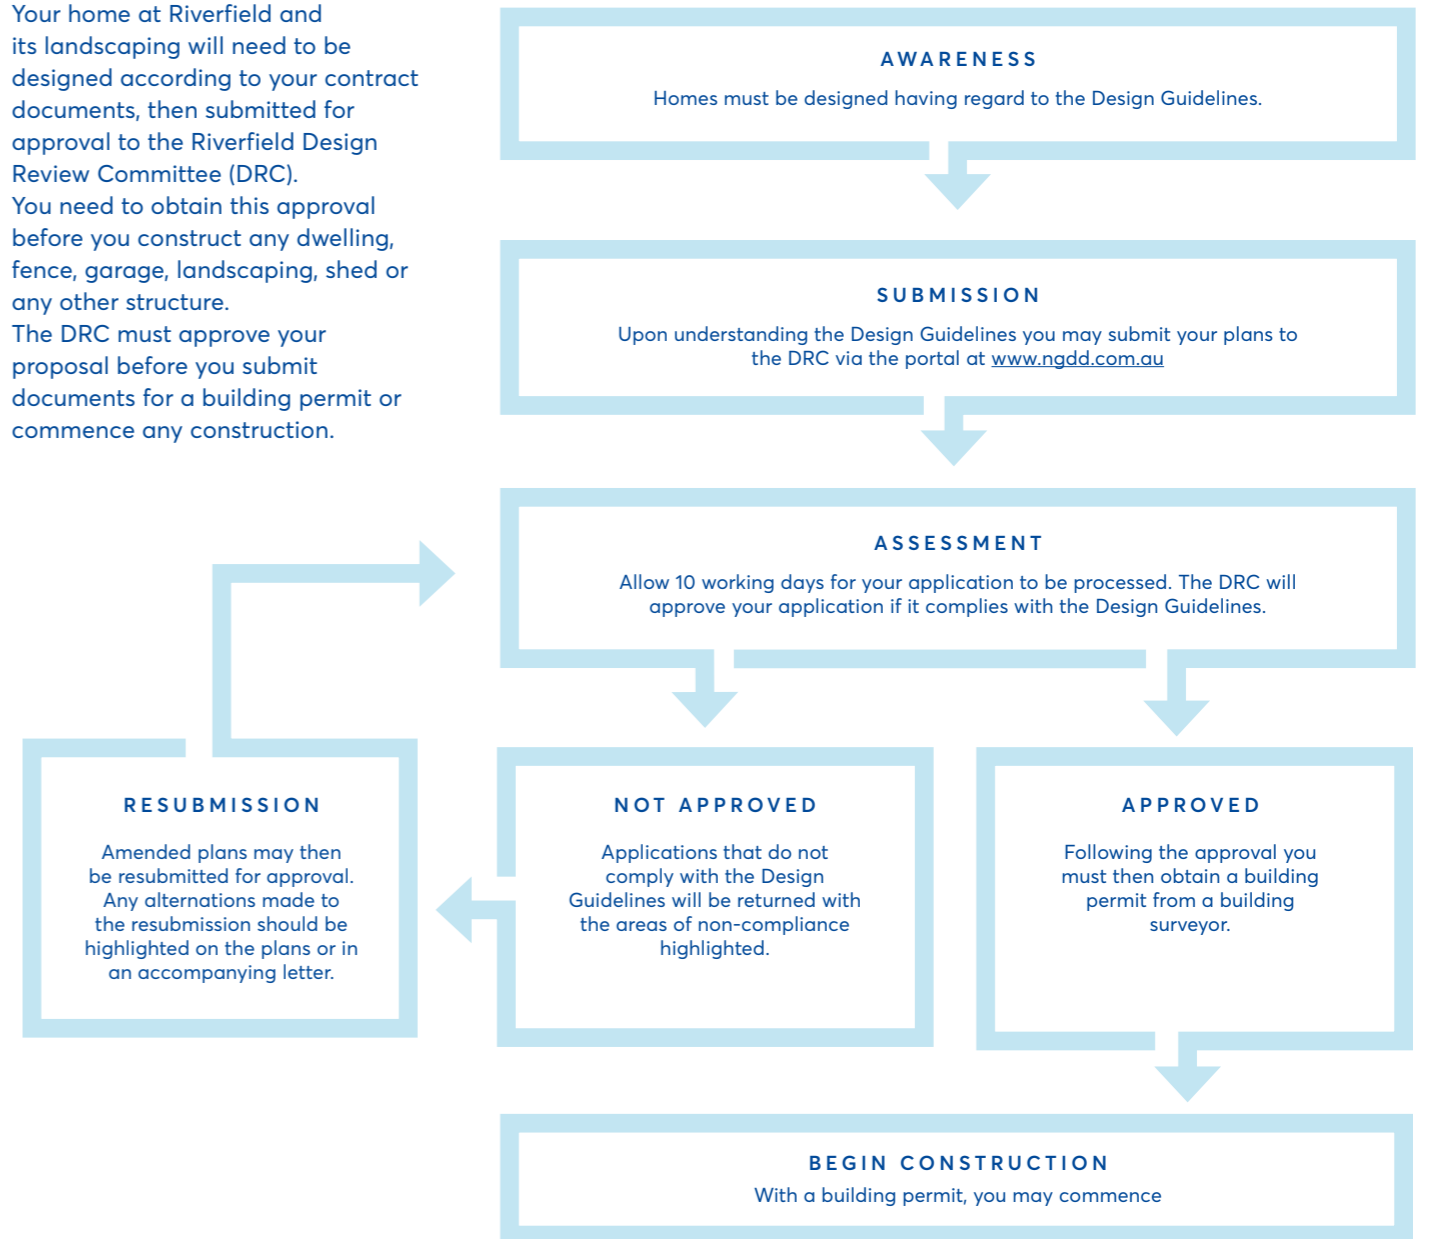 Your home at Riverfield and
its landscaping will need to be
designed according to your contract
documents, then submitted for
approval to the Riverfield Design
Review Committee (DRC).
You need to obtain this approval
before you construct any dwelling,
fence, garage, landscaping, shed or
any other structure.
The DRC must approve your
proposal before you submit
documents for a building permit or
commence any construction.
AWARENESS
Homes must be designed having regard to the Design Guidelines.
SUBMISSION
Upon understanding the Design Guidelines you may submit your plans to
the DRC via the portal at www.ngdd.com.au
ASSESSMENT
Allow 10 working days for your application to be processed. The DRC will
approve your application if it complies with the Design Guidelines.
RESUBMISSION
Amended plans may then
be resubmitted for approval.
Any alternations made to
the resubmission should be
highlighted on the plans or in
an accompanying letter.
NOT APPROVED
Applications that do not
comply with the Design
Guidelines will be returned with
the areas of non-compliance
highlighted.
APPROVED
Following the approval you
must then obtain a building
permit from a building
surveyor.
BEGIN CONSTRUCTION
With a building permit, you may commence